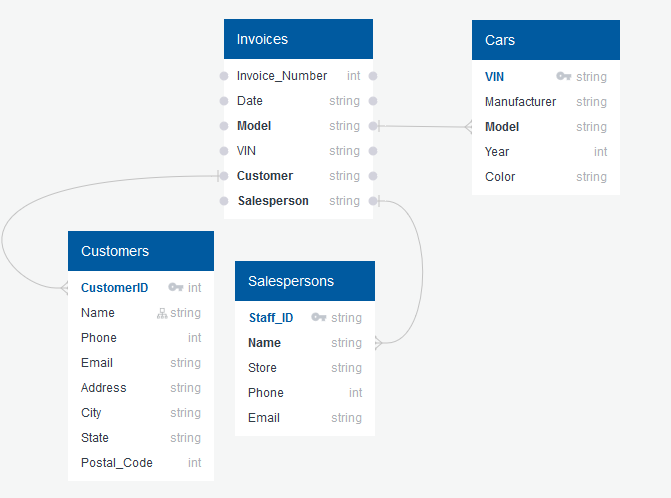 Invoices
Invoice_Number int
Date string
Model string
VIN string
Customer string
Salesperson string
Cars
VIN string
Manufacturer string
Model string
Year int
Color string
Customers
CustomerID int
Name string
Phone int
Email string
Address string
City string
State string
Postal_Code int
Salespersons
Staff_ID string
Name string
Store string
Phone int
Email string